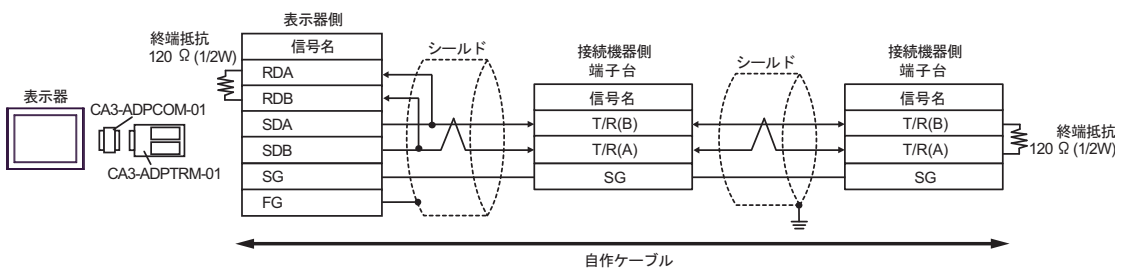 表示器側
終端抵抗
120 Ω (1/2W)
信号名
RDA
RDB
SDA
SDB
SG
FG
表示器
CA3-ADPCOM-01
CA3-ADPTRM-01
シールド
接続機器側
端子台
信号名
T/R(B)
T/R(A)
SG
シールド
接続機器側
端子台
信号名
T/R(B)
T/R(A)
SG
終端抵抗
120 Ω (1/2W)
自作ケーブル